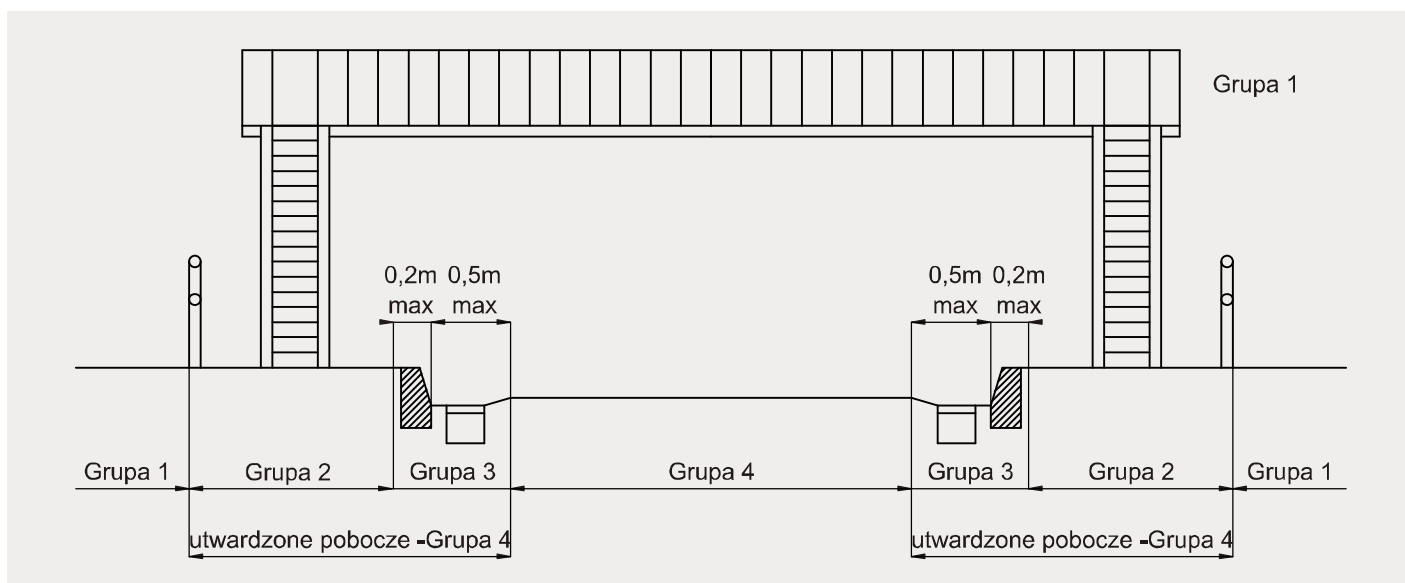 Grupa 1
0,2m 0,5m
max max
0,5m 0,2m
max max
Grupa 1 Grupa 2 Grupa 3 Grupa 4 Grupa 3 Grupa 2 Grupa 1
utwardzone pobocze -Grupa 4 utwardzone pobocze -Grupa 4